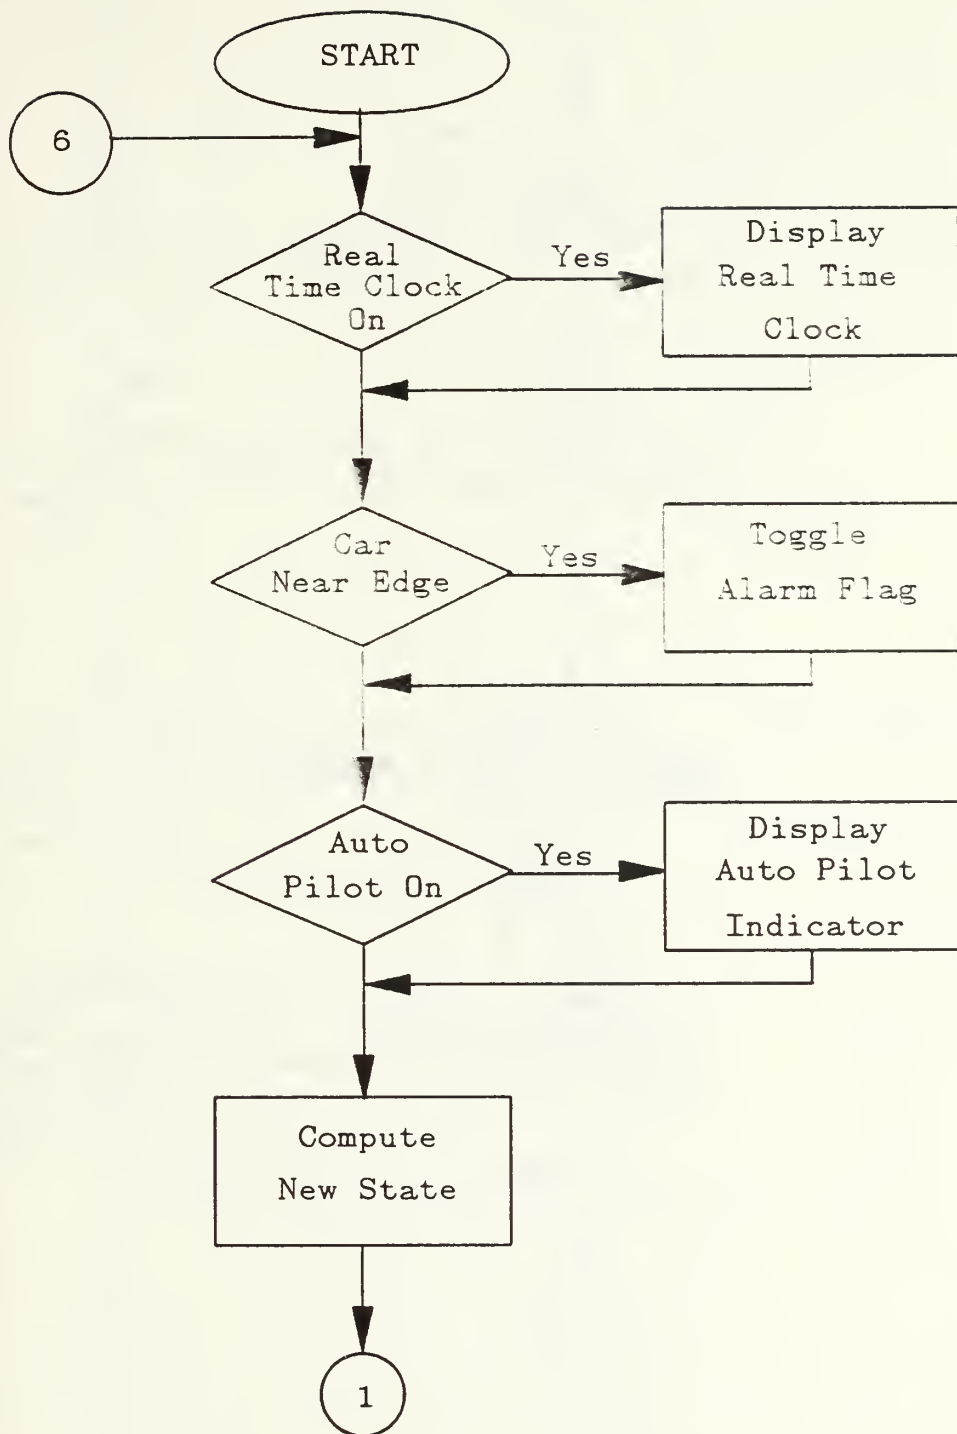 START
6
Real
Time Clock
On
Yes
Display
Real Time
Clock
Car
Near Edge
Yes
Toggle
Alarm Flag
Auto
Pilot On
Yes
Display
Auto Pilot
Indicator
Compute
New State
1